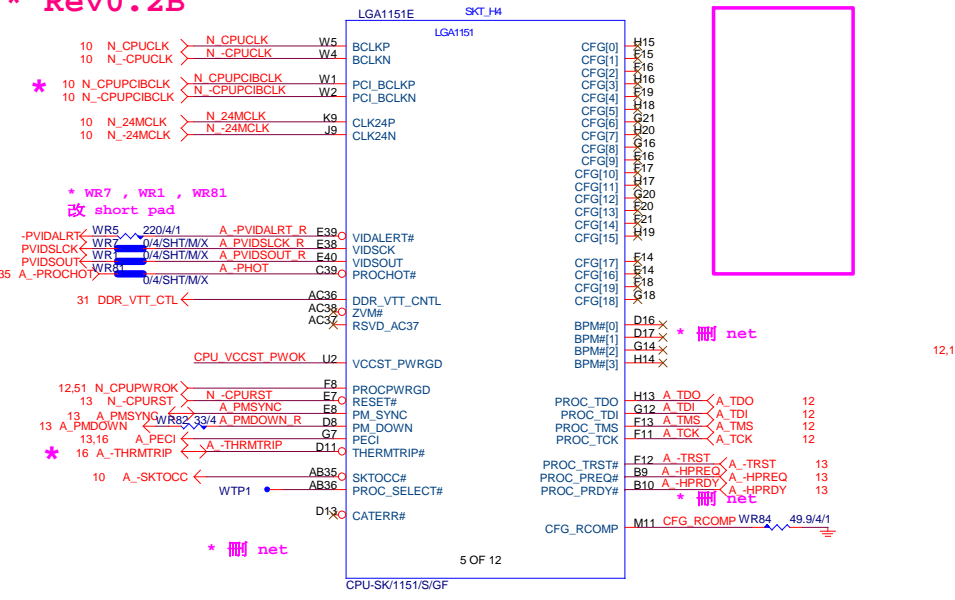 * Rev0.2B
LGA1151E SKT_H4
LGA1151
10 N_CPUCLK N_CPUCLK W5 BCLKP CFG[0] H15
10 N_-CPUCLK N_-CPUCLK W4 BCLKN CFG[1] F15
CFG[2] F16
* 10 N_CPUPCIBCLK N_CPUPCIBCLK W1 PCI_BCLKP CFG[3] H16
10 N_-CPUPCIBCLK N_-CPUPCIBCLK W2 PCI_BCLKN CFG[4] F19
CFG[5] H18
10 N_24MCLK N_24MCLK K9 CLK24P CFG[6] G21
10 N_-24MCLK N_-24MCLK J9 CLK24N CFG[7] H20
CFG[8] G16
CFG[9] E16
CFG[10] F17
CFG[11] H17
CFG[12] G20
CFG[13] F20
CFG[14] F21
CFG[15] H19
* WR7 , WR1 , WR81
改 short pad
-PVIDALRT WR5 220/4/1 A_-PVIDALRT_R E39 VIDALERT#
PVIDSLCK WR7 0/4/SHT/M/X A_PVIDSLCK_R E38 VIDSCK
PVIDSOUT WR1 0/4/SHT/M/X A_PVIDSOUT_R E40 VIDSOUT CFG[17] F14
35 A_-PROCHOT WR81 0/4/SHT/M/X A_-PHOT C39 PROCHOT# CFG[16] E14
CFG[19] F18
31 DDR_VTT_CTL AC36 DDR_VTT_CNTL CFG[18] G18
AC38 ZVM#
AC37 RSVD_AC37 BPM#[0] D16
BPM#[1] D17 * 刪 net
BPM#[2] G14
12,1
CPU_VCCST_PWOK U2 VCCST_PWRGD BPM#[3] H14
12,51 N_CPUPWROK F8 PROCPWRGD
13 N_-CPURST N_-CPURST E7 RESET# PROC_TDO H13 A_TDO A_TDO 12
13 A_PMSYNC A_PMSYNC E8 PM_SYNC PROC_TDI G12 A_TDI A_TDI 12
13 A_PMDOWN WR82 33/4 A_PMDOWN_R D8 PM_DOWN PROC_TMS F13 A_TMS A_TMS 12
13,16 A_PECI G7 PECI PROC_TCK F11 A_TCK A_TCK 12
* 16 A_-THRMTRIP A_-THRMTRIP D11 THERMTRIP#
PROC_TRST# F12 A_-TRST A_-TRST 13
10 A_-SKTOCC AB35 SKTOCC# PROC_PREQ# B9 A_-HPREQ A_-HPREQ 13
WTP1 AB36 PROC_SELECT# PROC_PRDY# B10 A_-HPRDY A_-HPRDY 13
* 刪 net
D13 CATERR#
CFG_RCOMP M11 CFG_RCOMP WR84 49.9/4/1
* 刪 net
5 OF 12
CPU-SK/1151/S/GF